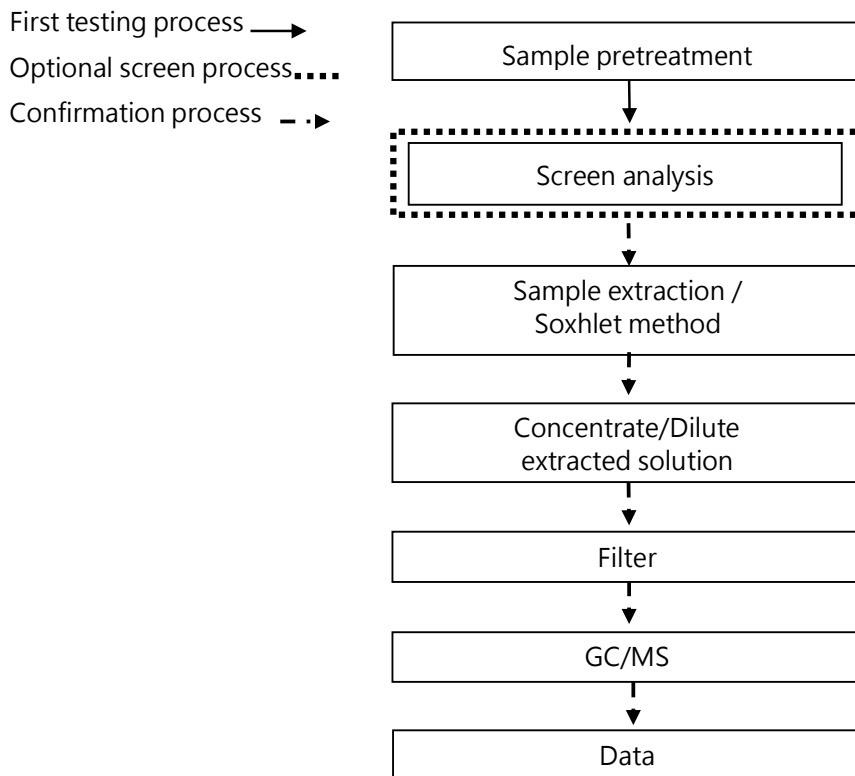 First testing process
Optional screen process
Confirmation process
Sample pretreatment
Screen analysis
Sample extraction /
Soxhlet method
Concentrate/Dilute
extracted solution
Filter
GC/MS
Data